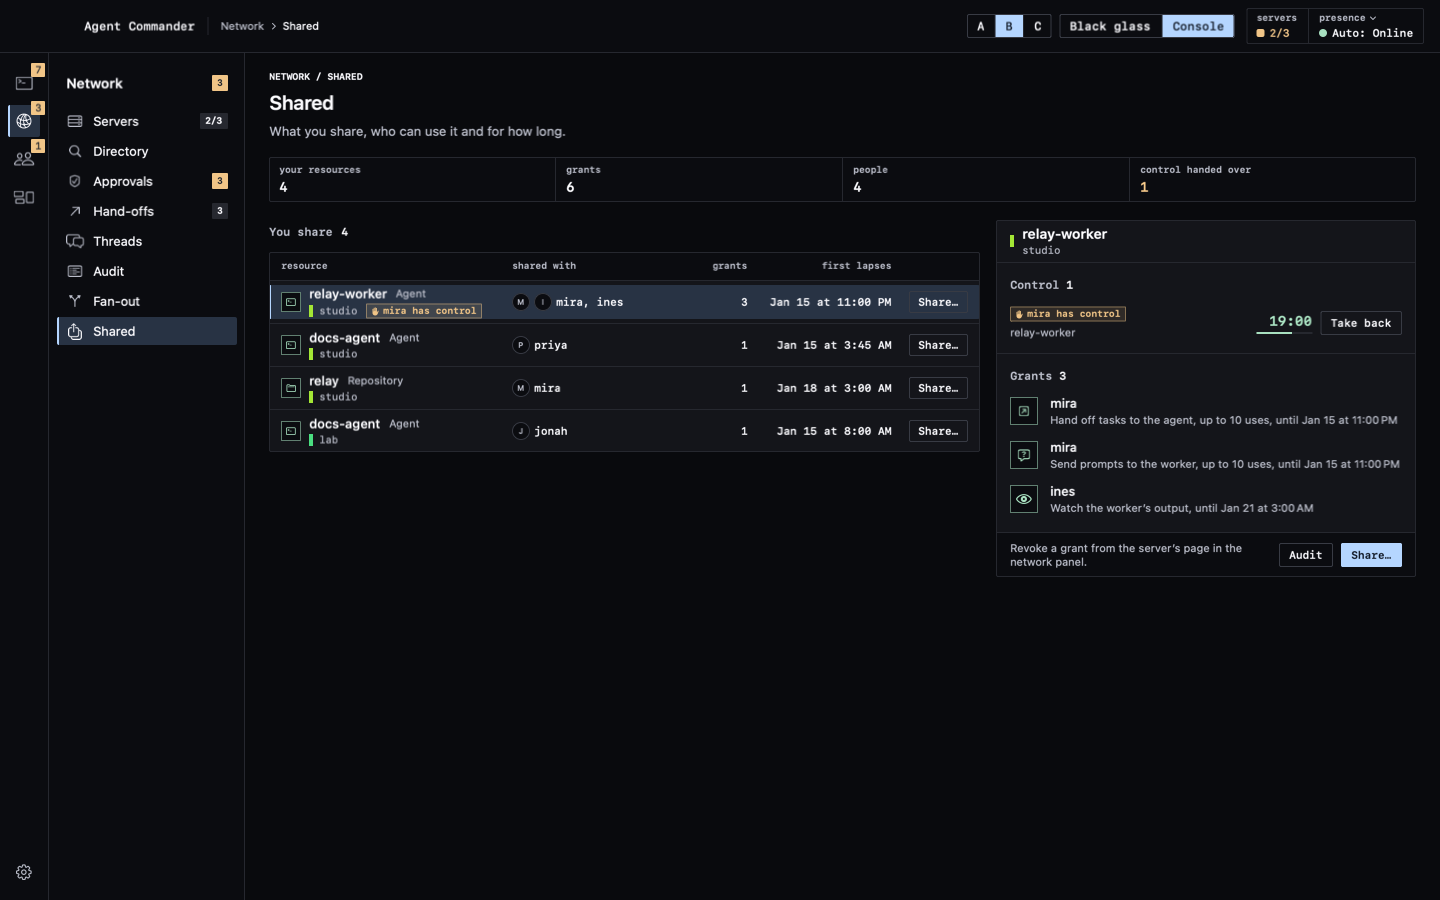 Agent Commander
Network > Shared
A B C
Black glass Console
servers
2/3
presence
Auto: Online
7
3
1
Network 3
Servers 2/3
Directory
Approvals 3
Hand-offs 3
Threads
Audit
Fan-out
Shared
NETWORK / SHARED
Shared
What you share, who can use it and for how long.
your resources
4
grants
6
people
4
control handed over
1
You share 4
resource shared with grants first lapses
relay-worker Agent
studio mira has control
M I mira, ines 3 Jan 15 at 11:00 PM Share…
docs-agent Agent
studio
P priya 1 Jan 15 at 3:45 AM Share…
relay Repository
studio
M mira 1 Jan 18 at 3:00 AM Share…
docs-agent Agent
lab
J jonah 1 Jan 15 at 8:00 AM Share…
relay-worker
studio
Control 1
mira has control
relay-worker
19:00 Take back
Grants 3
mira
Hand off tasks to the agent, up to 10 uses, until Jan 15 at 11:00 PM
mira
Send prompts to the worker, up to 10 uses, until Jan 15 at 11:00 PM
ines
Watch the worker's output, until Jan 21 at 3:00 AM
Revoke a grant from the server's page in the
network panel.
Audit Share…